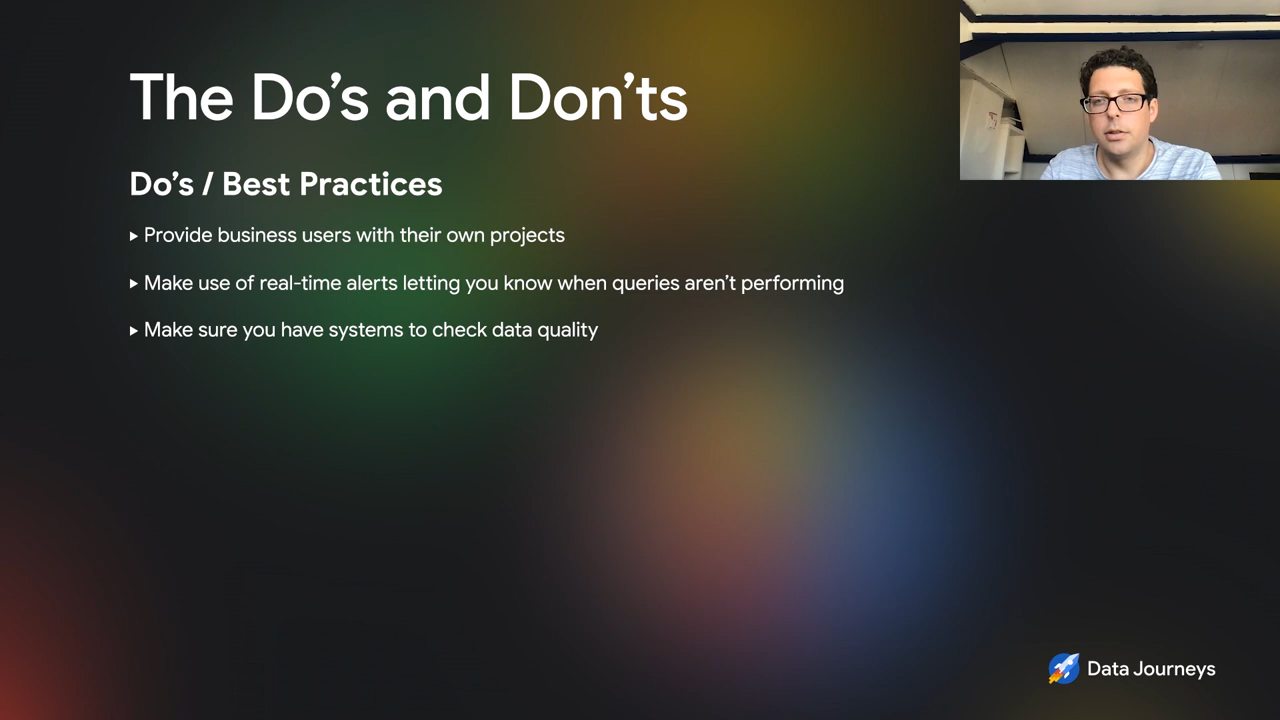 The Do’s and Don’ts
Do’s / Best Practices
▸ Provide business users with their own projects
▸ Make use of real-time alerts letting you know when queries aren’t performing
▸ Make sure you have systems to check data quality
Data Journeys